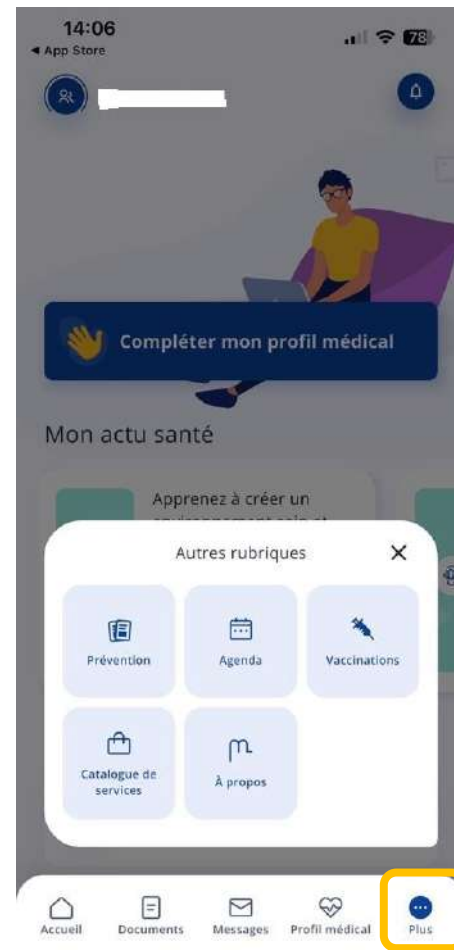 14:06
78
◀ App Store
Compléter mon profil médical
Mon actu santé
Apprenez à créer un
Autres rubriques
Prévention
Agenda
Vaccinations
Catalogue de
services
À propos
Accueil
Documents
Messages
Profil médical
Plus